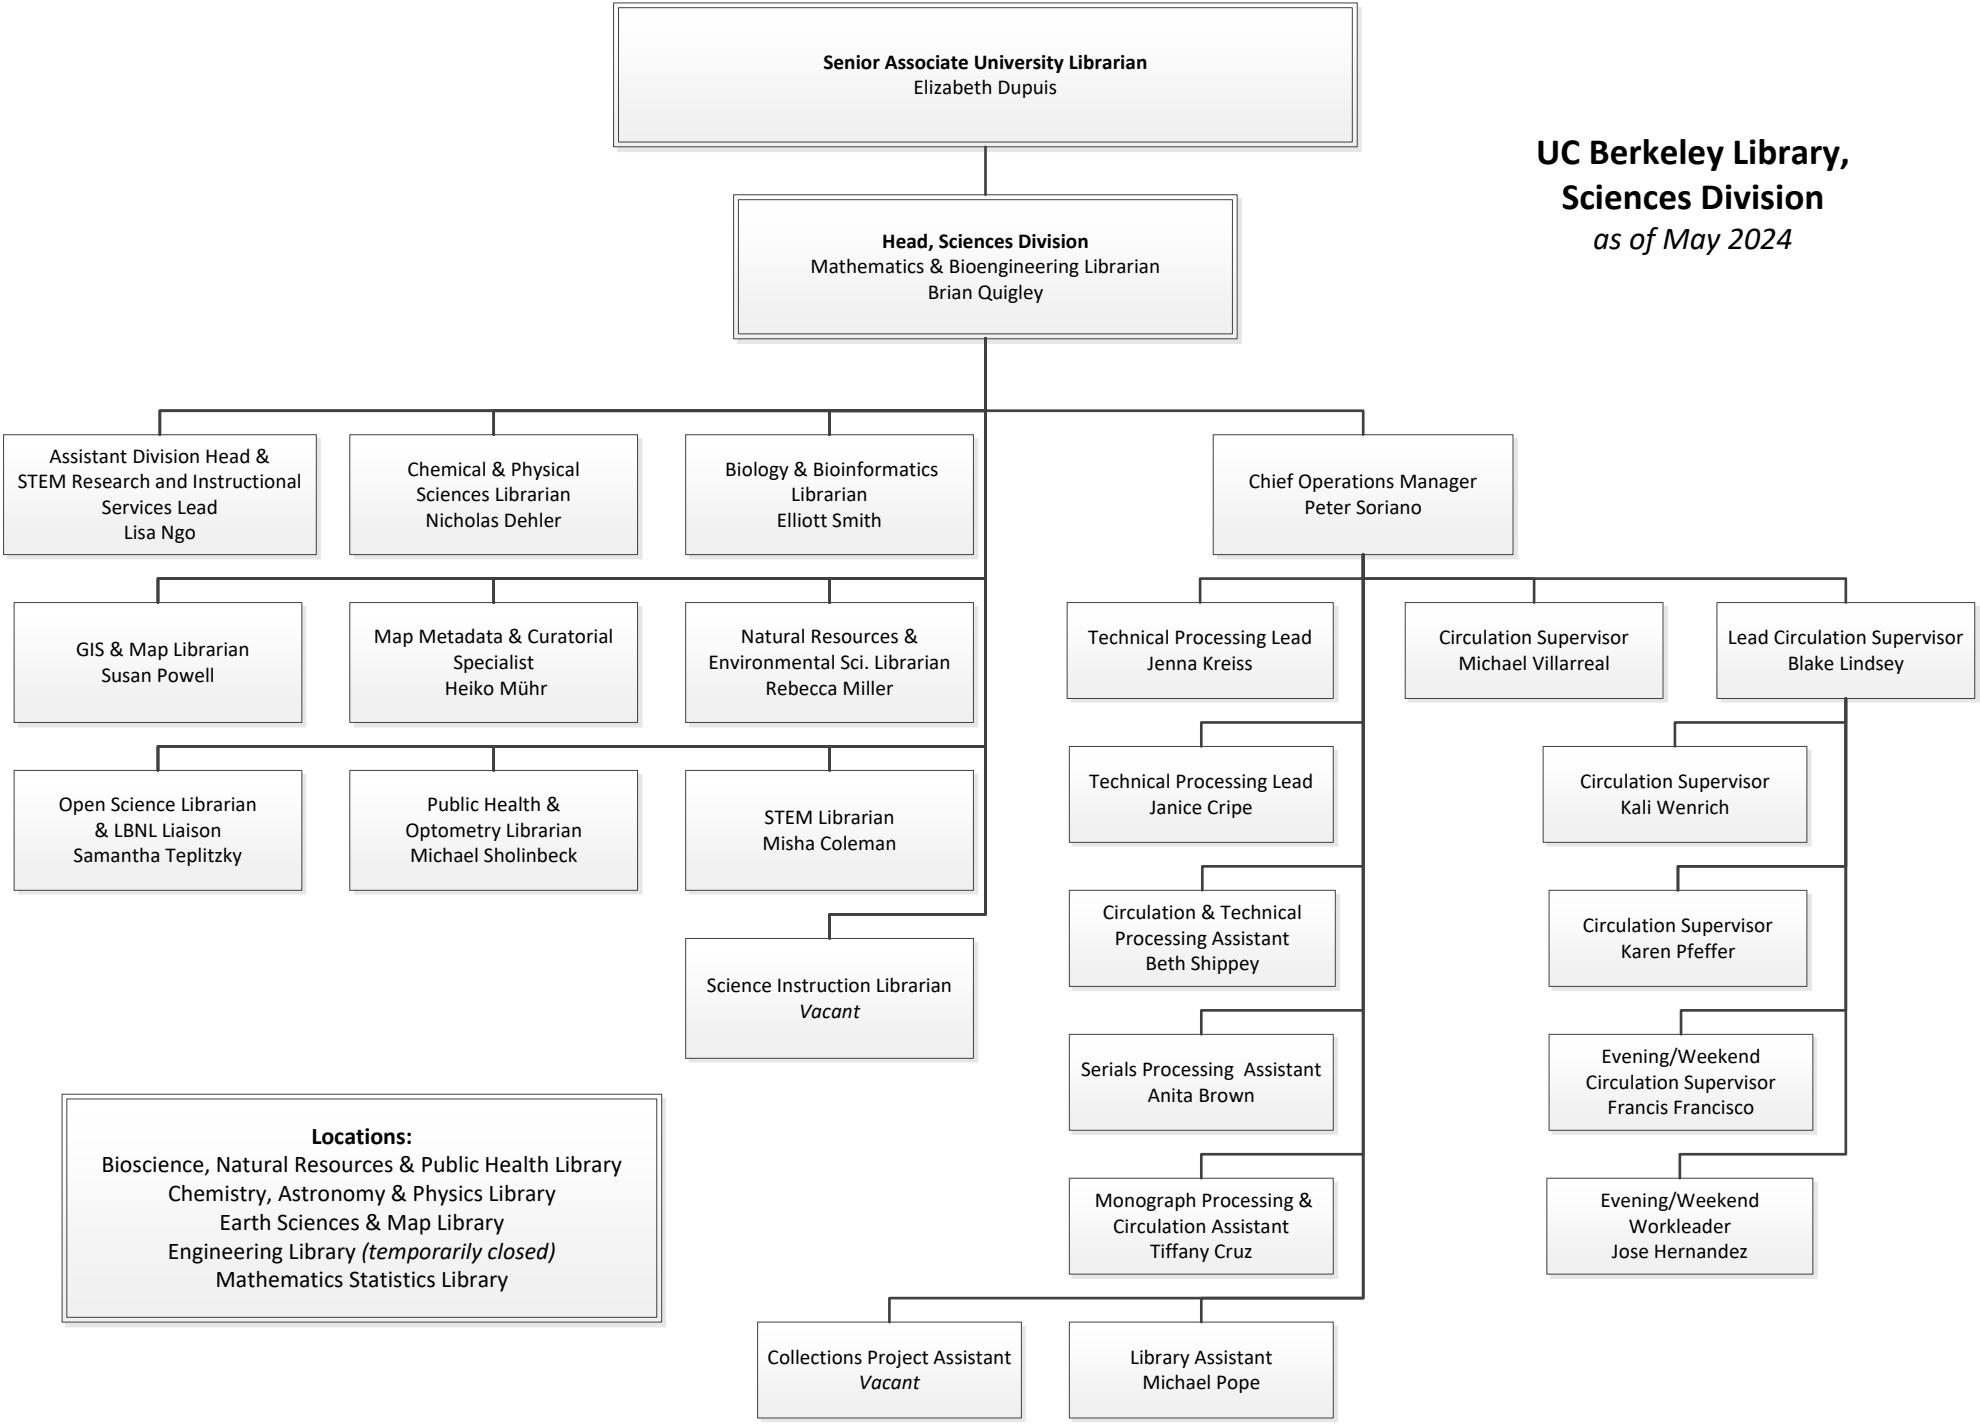 Senior Associate University Librarian
Elizabeth Dupuis
UC Berkeley Library,
Sciences Division
as of May 2024
Head, Sciences Division
Mathematics & Bioengineering Librarian
Brian Quigley
Assistant Division Head &
STEM Research and Instructional
Services Lead
Lisa Ngo
Chemical & Physical
Sciences Librarian
Nicholas Dehler
Biology & Bioinformatics
Librarian
Elliott Smith
Chief Operations Manager
Peter Soriano
GIS & Map Librarian
Susan Powell
Map Metadata & Curatorial
Specialist
Heiko Mühr
Natural Resources &
Environmental Sci. Librarian
Rebecca Miller
Technical Processing Lead
Jenna Kreiss
Circulation Supervisor
Michael Villarreal
Lead Circulation Supervisor
Blake Lindsey
Open Science Librarian
& LBNL Liaison
Samantha Teplitzky
Public Health &
Optometry Librarian
Michael Sholinbeck
STEM Librarian
Misha Coleman
Technical Processing Lead
Janice Cripe
Circulation Supervisor
Kali Wenrich
Science Instruction Librarian
Vacant
Circulation & Technical
Processing Assistant
Beth Shippey
Circulation Supervisor
Karen Pfeffer
Serials Processing  Assistant
Anita Brown
Evening/Weekend
Circulation Supervisor
Francis Francisco
Locations:
Bioscience, Natural Resources & Public Health Library
Chemistry, Astronomy & Physics Library
Earth Sciences & Map Library
Engineering Library (temporarily closed)
Mathematics Statistics Library
Monograph Processing &
Circulation Assistant
Tiffany Cruz
Evening/Weekend
Workleader
Jose Hernandez
Collections Project Assistant
Vacant
Library Assistant
Michael Pope